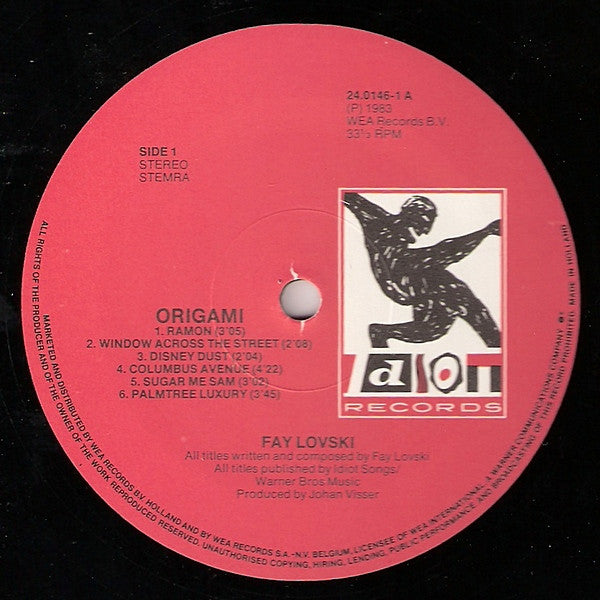 24.0146-1 A
(P) 1983
WEA Records B.V.
33⅓ RPM
SIDE 1
STEREO
STEMRA
Idiot
RECORDS
ORIGAMI
1. RAMON (3'05)
2. WINDOW ACROSS THE STREET (2'08)
3. DISNEY DUST (2'04)
4. COLUMBUS AVENUE (4'22)
5. SUGAR ME SAM (3'02)
6. PALMTREE LUXURY (3'45)
FAY LOVSKI
All titles written and composed by Fay Lovski
All titles published by Idiot Songs/
Warner Bros Music
Produced by Johan Visser
ALL RIGHTS OF THE PRODUCER AND OF THE OWNER OF THE WORK REPRODUCED RESERVED. UNAUTHORISED COPYING, HIRING, LENDING, PUBLIC PERFORMANCE AND BROADCASTING OF THIS RECORD PROHIBITED. MADE IN HOLLAND
MARKETED AND DISTRIBUTED BY WEA RECORDS B.V. HOLLAND AND BY WEA RECORDS S.A.-N.V. BELGIUM, LICENSEE OF WEA INTERNATIONAL, A WARNER COMMUNICATIONS COMPANY